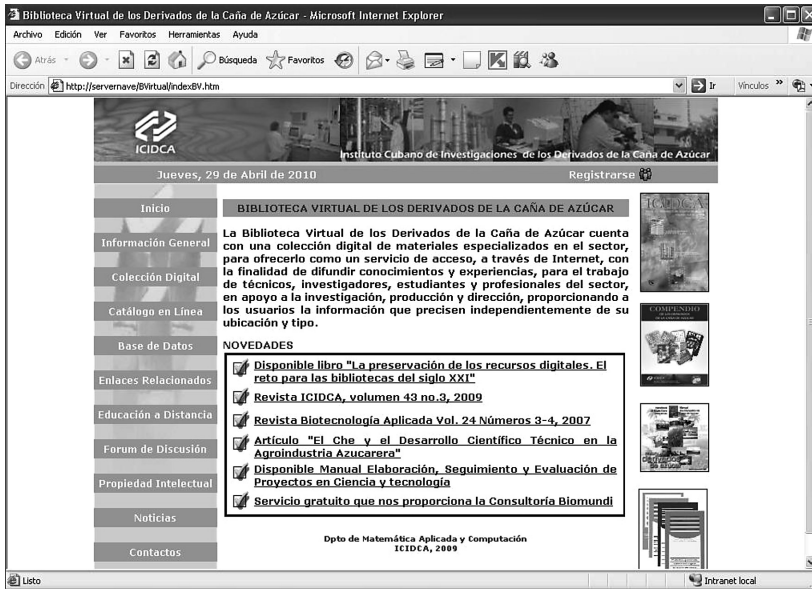 Biblioteca Virtual de los Derivados de la Caña de Azúcar - Microsoft Internet Explorer
Archivo Edición Ver Favoritos Herramientas Ayuda
Atrás Búsqueda Favoritos
Dirección http://servernave/BVirtual/indexBV.htm Ir Vínculos »
ICIDCA
Instituto Cubano de Investigaciones de los Derivados de la Caña de Azúcar
Jueves, 29 de Abril de 2010 Registrarse
Inicio
Información General
Colección Digital
Catálogo en Línea
Base de Datos
Enlaces Relacionados
Educación a Distancia
Forum de Discusión
Propiedad Intelectual
Noticias
Contactos
BIBLIOTECA VIRTUAL DE LOS DERIVADOS DE LA CAÑA DE AZÚCAR
La Biblioteca Virtual de los Derivados de la Caña de Azúcar cuenta
con una colección digital de materiales especializados en el sector,
para ofrecerlo como un servicio de acceso, a través de Internet, con
la finalidad de difundir conocimientos y experiencias, para el trabajo
de técnicos, investigadores, estudiantes y profesionales del sector,
en apoyo a la investigación, producción y dirección, proporcionando a
los usuarios la información que precisen independientemente de su
ubicación y tipo.
NOVEDADES
Disponible libro "La preservación de los recursos digitales. El
reto para las bibliotecas del siglo XXI"
Revista ICIDCA, volumen 43 no.3, 2009
Revista Biotecnología Aplicada Vol. 24 Números 3-4, 2007
Artículo "El Che y el Desarrollo Científico Técnico en la
Agroindustria Azucarera"
Disponible Manual Elaboración, Seguimiento y Evaluación de
Proyectos en Ciencia y tecnología
Servicio gratuito que nos proporciona la Consultoría Biomundi
Dpto de Matemática Aplicada y Computación
ICIDCA, 2009
ICIDCA
COMPENDIO
Listo Intranet local